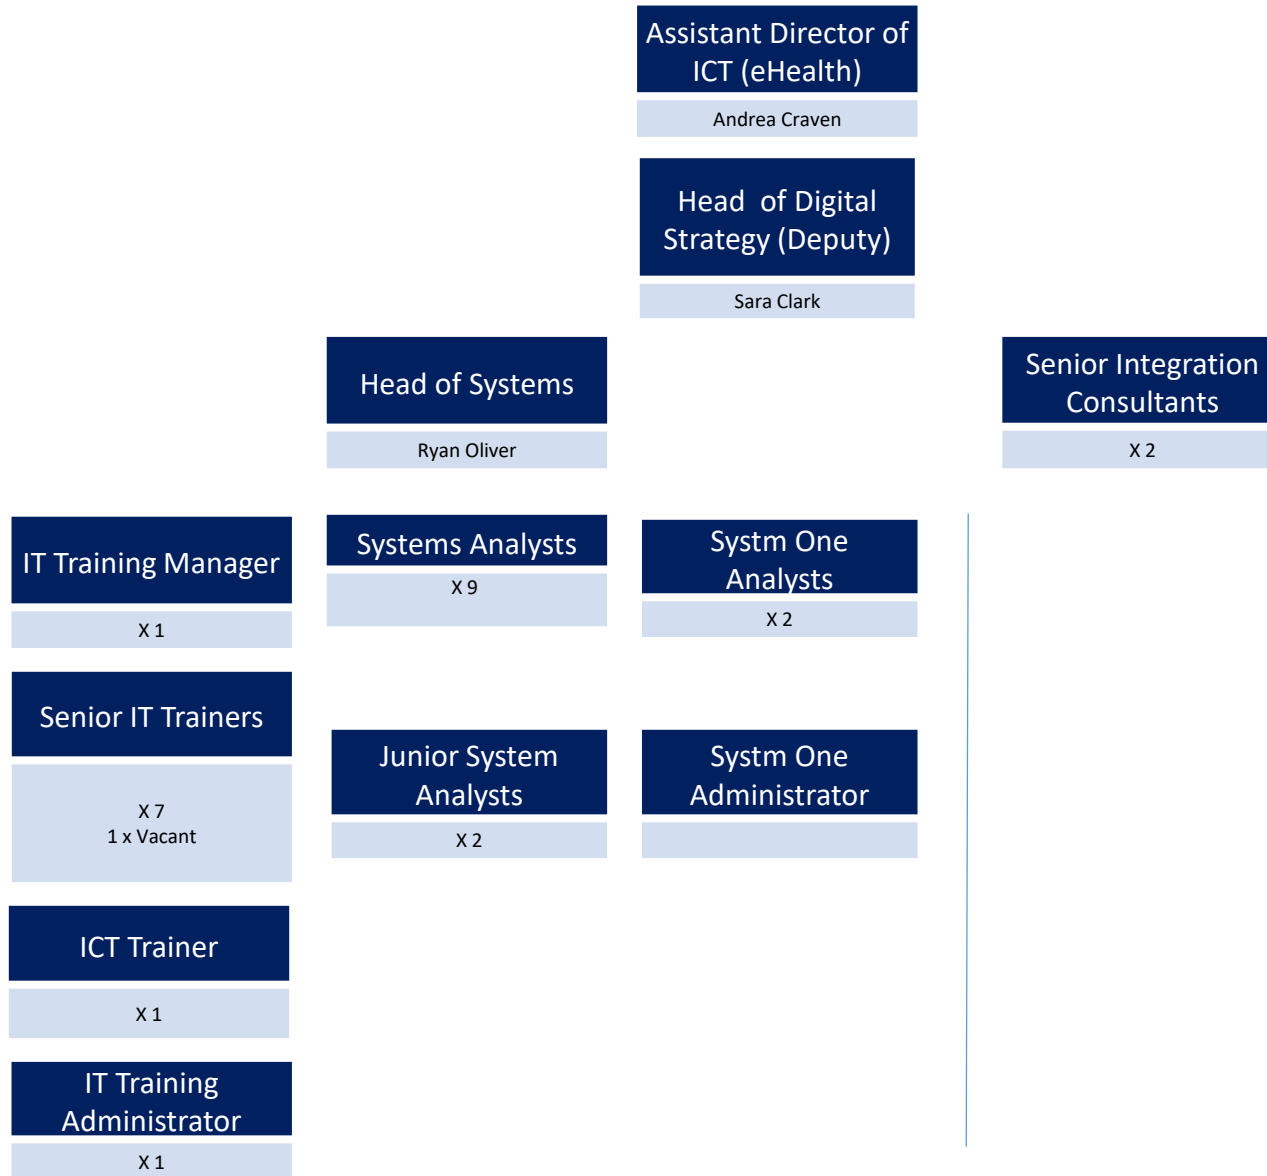 Assistant Director of
ICT (eHealth)
Andrea Craven
Head of Digital
Strategy (Deputy)
Sara Clark
Head of Systems
Ryan Oliver
Senior Integration
Consultants
X 2
IT Training Manager
X 1
Systems Analysts
X 9
Systm One
Analysts
X 2
Senior IT Trainers
X 7
1 x Vacant
Junior System
Analysts
X 2
Systm One
Administrator
ICT Trainer
X 1
IT Training
Administrator
X 1